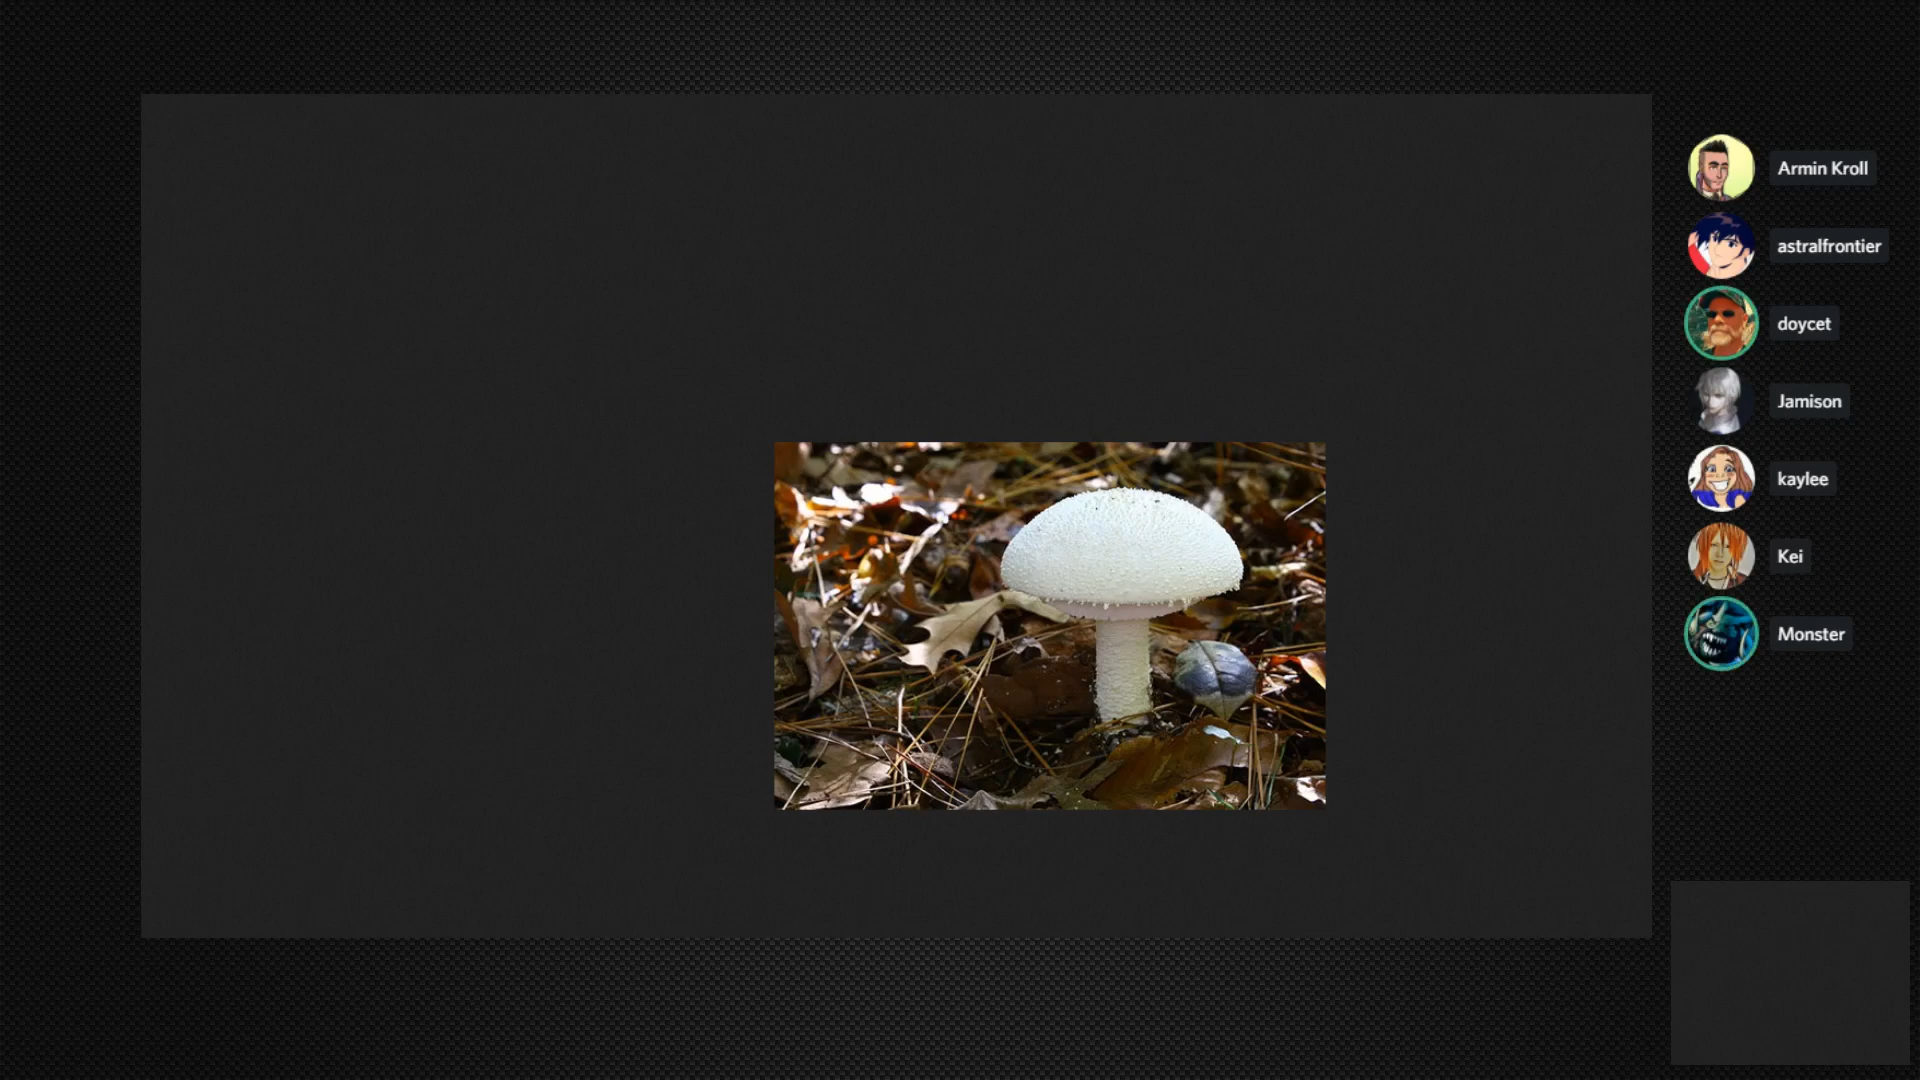 Armin Kroll
astralfrontier
doycet
Jamison
kaylee
Kei
Monster